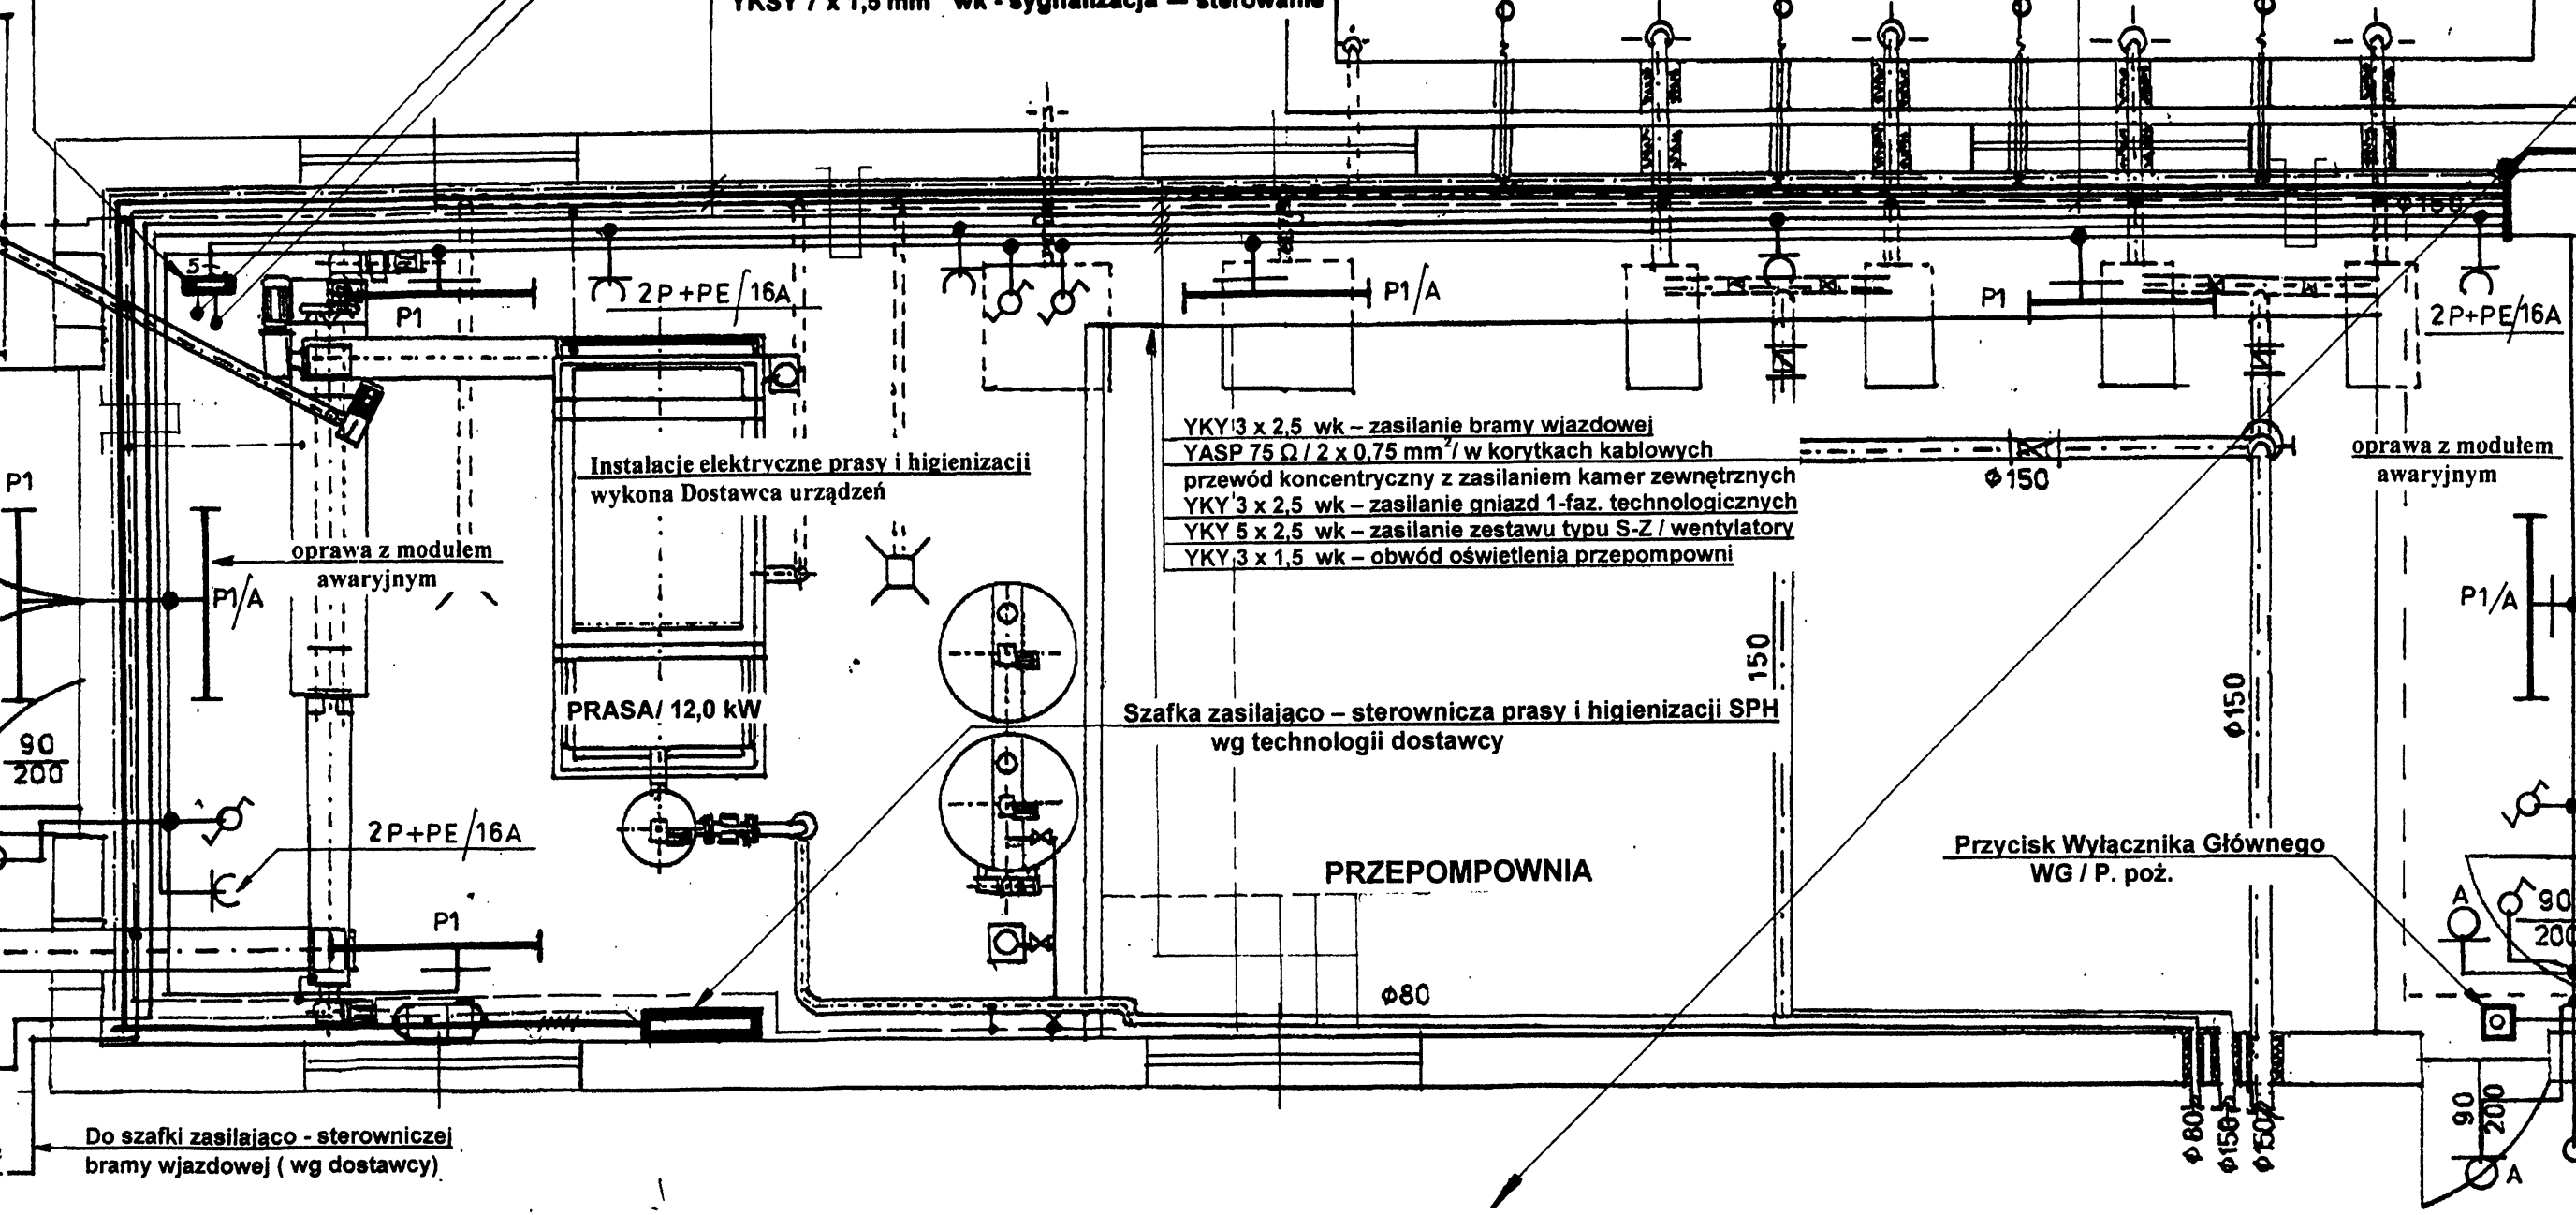 YKSY 7 x 1,5 mm wk - sygnalizacja – sterowanie
Φ150
5
P1
2P+PE/16A
P1/A
P1
2P+PE/16A
YKY 3 x 2,5 wk – zasilanie bramy wjazdowej
YASP 75 Ω / 2 x 0,75 mm²/ w korytkach kablowych
przewód koncentryczny z zasilaniem kamer zewnętrznych
YKY 3 x 2,5 wk – zasilanie gniazd 1-faz. technologicznych
YKY 5 x 2,5 wk – zasilanie zestawu typu S-Z / wentylatory
YKY 3 x 1,5 wk – obwód oświetlenia przepompowni
Instalacje elektryczne prasy i higienizacji
wykona Dostawca urządzeń
Φ150
oprawa z modułem
awaryjnym
P1
oprawa z modułem
awaryjnym
P1/A
P1/A
150
Φ150
PRASA/ 12,0 kW
Szafka zasilająco – sterownicza prasy i higienizacji SPH
wg technologii dostawcy
90
200
2P+PE/16A
PRZEPOMPOWNIA
Przycisk Wyłącznika Głównego
WG / P. poż.
P1
A
90
200
Φ80
Φ80
Φ150
Φ150
90
200
A
Do szafki zasilająco - sterowniczej
bramy wjazdowej ( wg dostawcy)